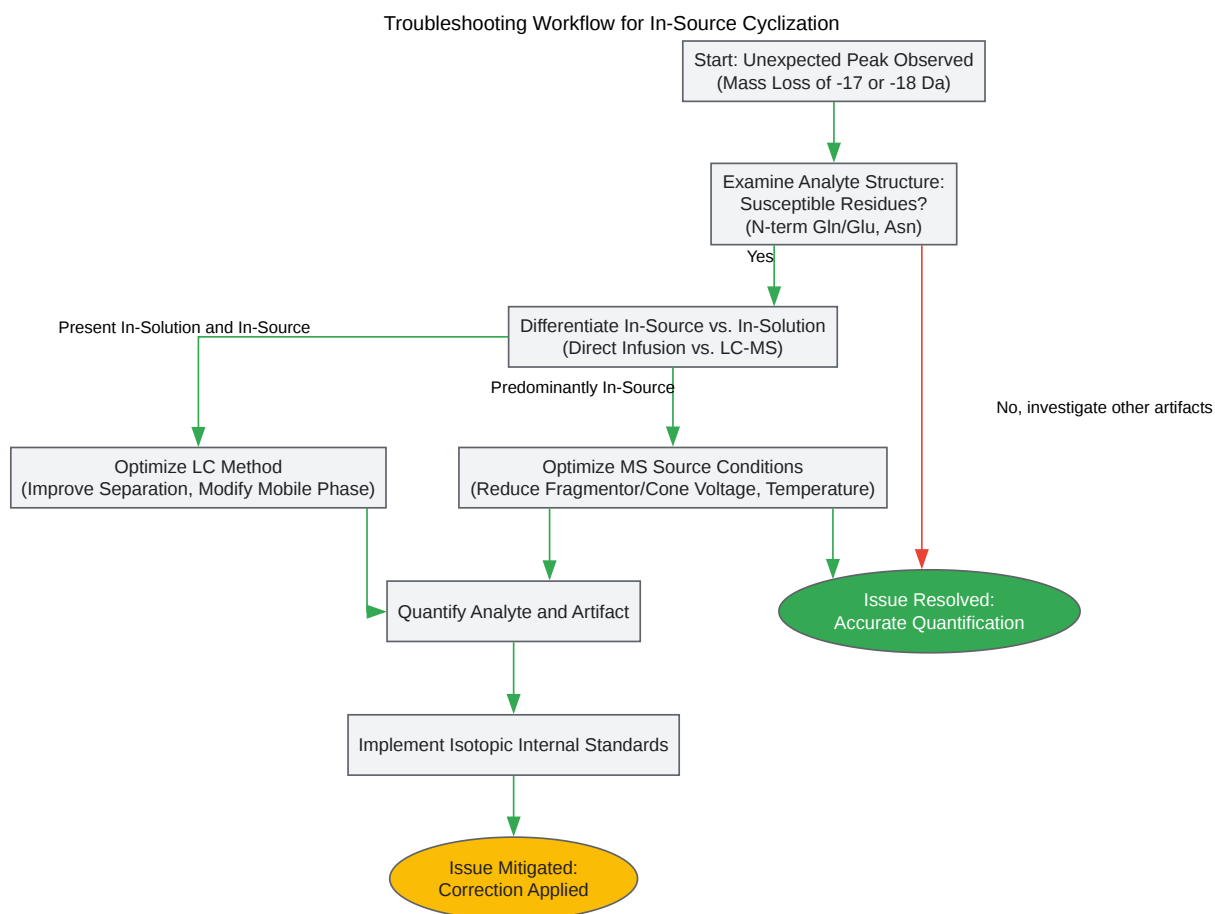 Troubleshooting Workflow for In-Source Cyclization
Start: Unexpected Peak Observed
(Mass Loss of -17 or -18 Da)
Examine Analyte Structure:
Susceptible Residues?
(N-term Gln/Glu, Asn)
Yes
Differentiate In-Source vs. In-Solution
(Direct Infusion vs. LC-MS)
Present In-Solution and In-Source
Predominantly In-Source
No, investigate other artifacts
Optimize LC Method
(Improve Separation, Modify Mobile Phase)
Optimize MS Source Conditions
(Reduce Fragmentor/Cone Voltage, Temperature)
Quantify Analyte and Artifact
Issue Resolved:
Accurate Quantification
Implement Isotopic Internal Standards
Issue Mitigated:
Correction Applied